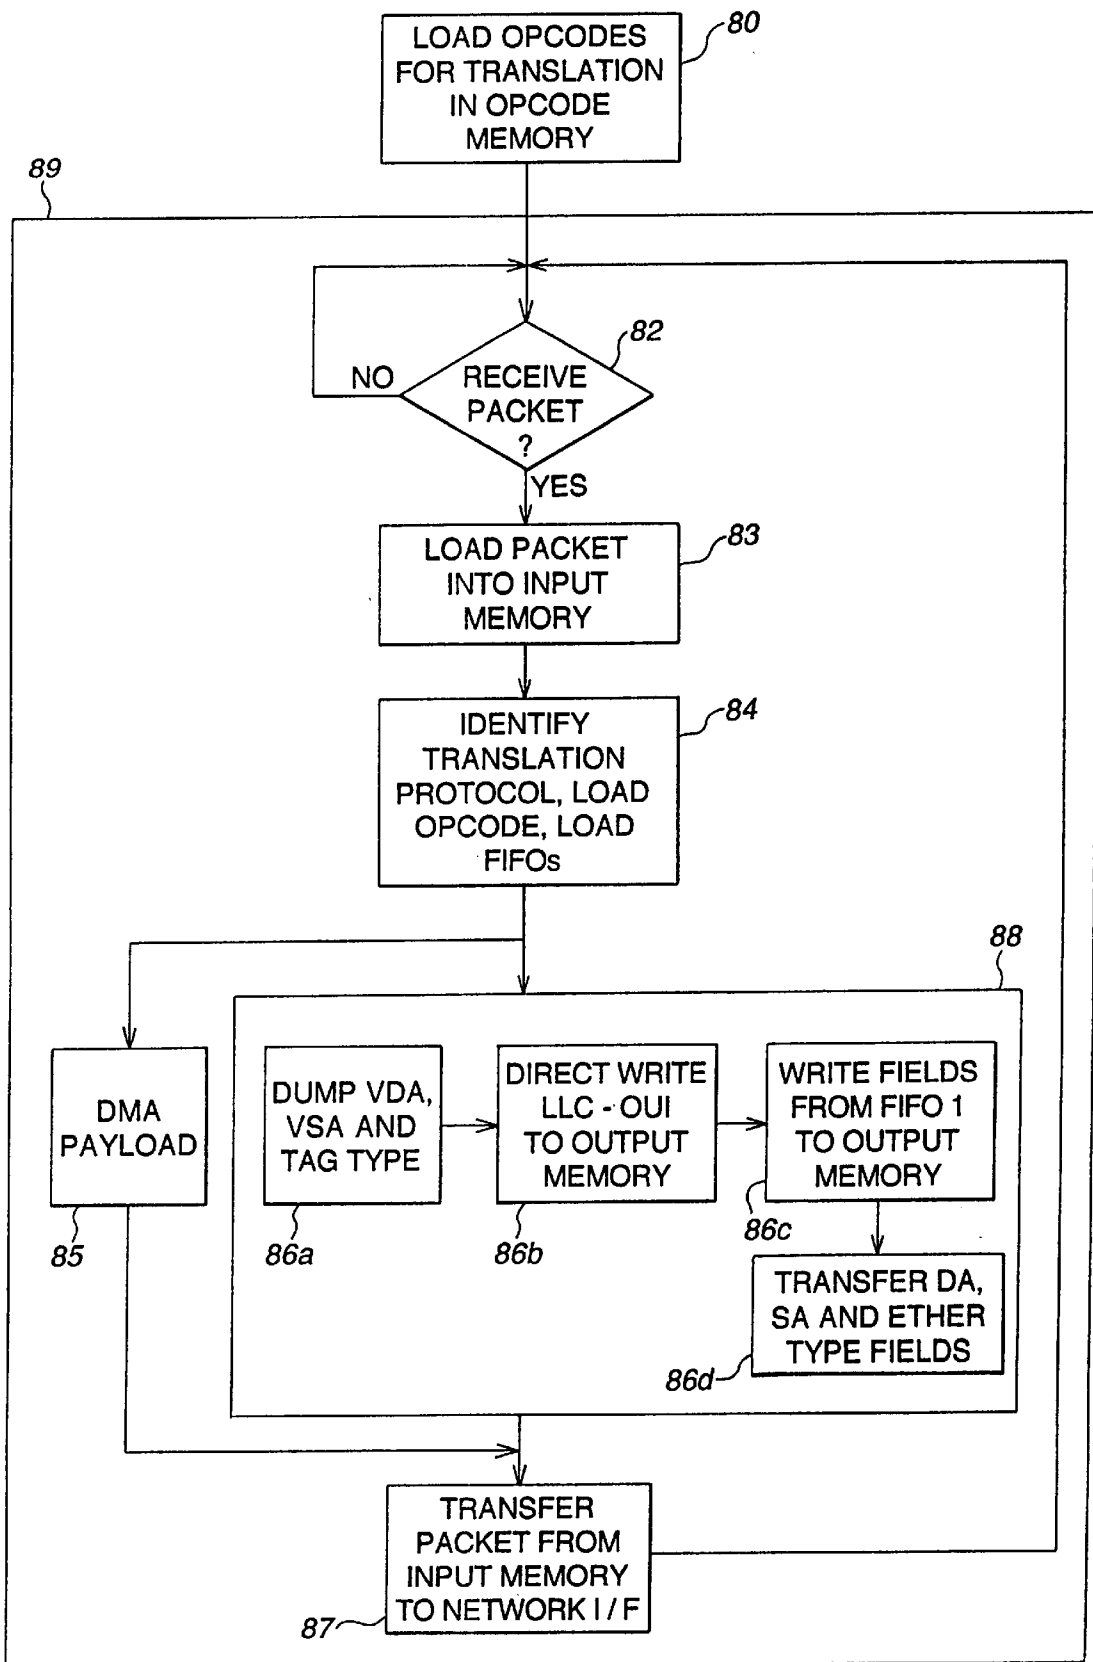 LOAD OPCODES
FOR TRANSLATION
IN OPCODE
MEMORY
80
89
82
NO
RECEIVE
PACKET
?
YES
83
LOAD PACKET
INTO INPUT
MEMORY
84
IDENTIFY
TRANSLATION
PROTOCOL, LOAD
OPCODE, LOAD
FIFOs
88
DMA
PAYLOAD
85
DUMP VDA,
VSA AND
TAG TYPE
86a
DIRECT WRITE
LLC - OUI
TO OUTPUT
MEMORY
86b
WRITE FIELDS
FROM FIFO 1
TO OUTPUT
MEMORY
86c
TRANSFER DA,
SA AND ETHER
TYPE FIELDS
86d
TRANSFER
PACKET FROM
INPUT MEMORY
TO NETWORK I / F
87